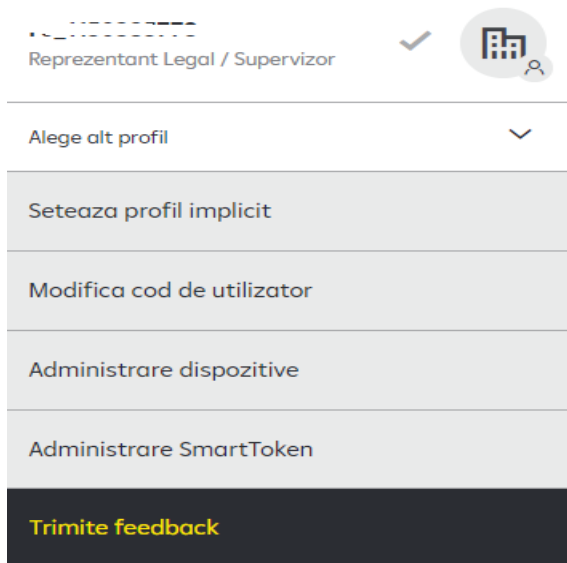 Reprezentant Legal / Supervizor
Alege alt profil
Seteaza profil implicit
Modifica cod de utilizator
Administrare dispozitive
Administrare SmartToken
Trimite feedback